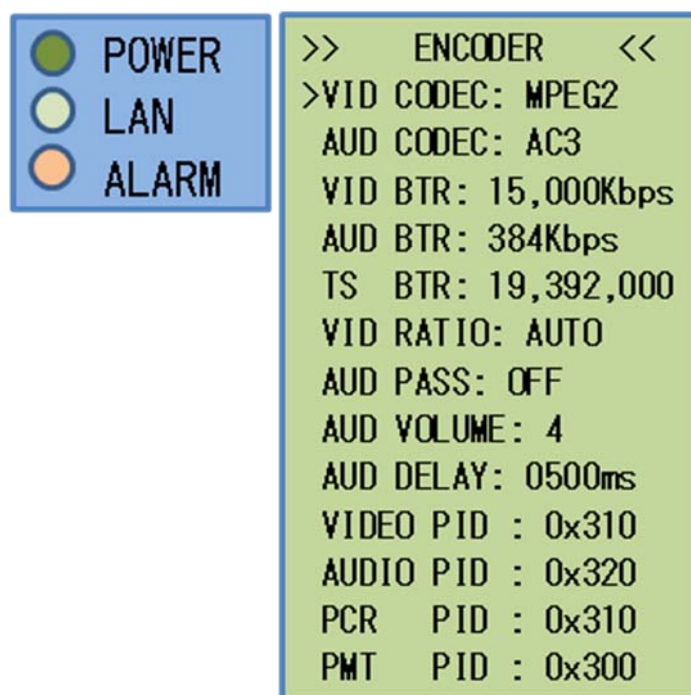 POWER
LAN
ALARM
>> ENCODER <<
>VID CODEC: MPEG2
AUD CODEC: AC3
VID BTR: 15,000Kbps
AUD BTR: 384Kbps
TS BTR: 19,392,000
VID RATIO: AUTO
AUD PASS: OFF
AUD VOLUME: 4
AUD DELAY: 0500ms
VIDEO PID : 0x310
AUDIO PID : 0x320
PCR PID : 0x310
PMT PID : 0x300